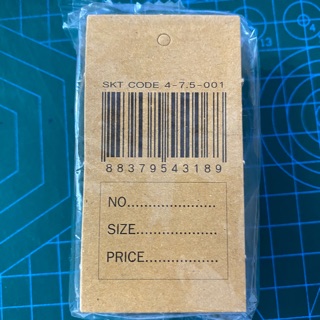 SKT CODE 4-7.5-001
88379543189
NO.....................
SIZE...................
PRICE.................